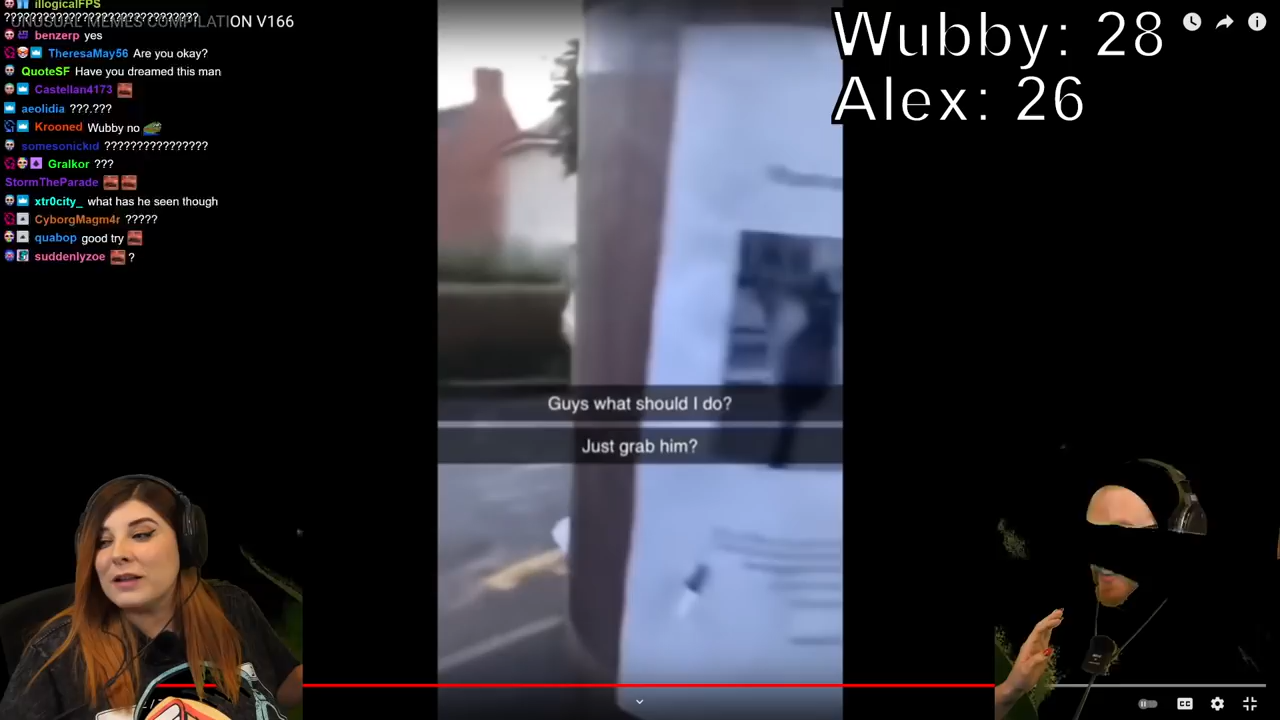 illogicalFPS
?????????????????????????????????
UNUSUAL MEMES COMPILATION V166
benzerp yes
TheresaMay56 Are you okay?
QuoteSF Have you dreamed this man
Castellan4173
aeolidia ???.???
Krooned Wubby no
somesonickid ????????????????
Gralkor ???
StormTheParade
xtr0city_ what has he seen though
CyborgMagm4r ?????
quabop good try
suddenlyzoe ?
Wubby: 28
Alex: 26
Guys what should I do?
Just grab him?
CC